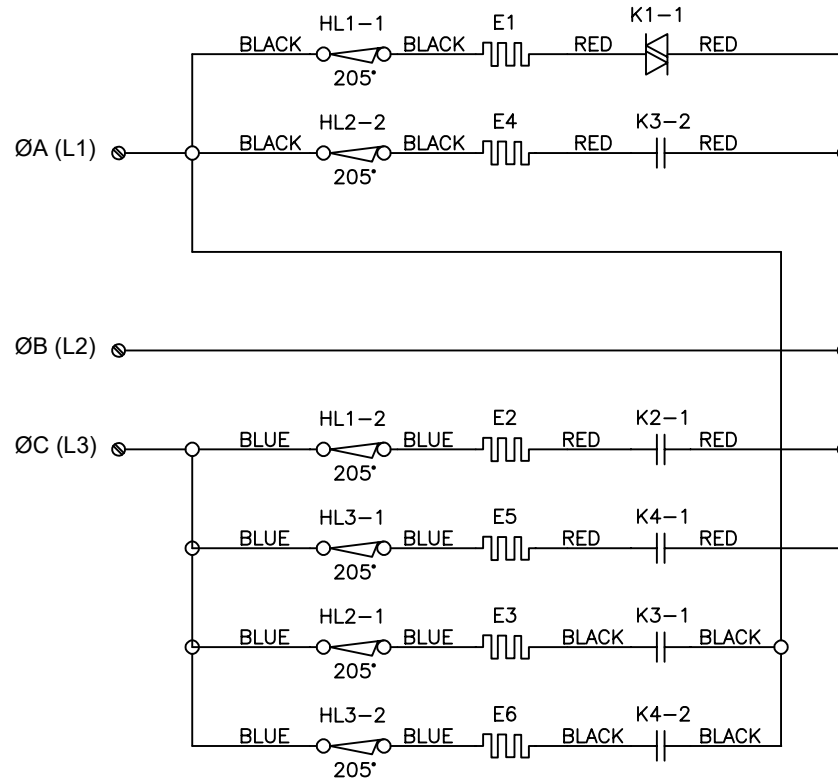 HL1-1 E1 K1-1
BLACK BLACK RED RED
205°
HL2-2 E4 K3-2
ØA (L1) BLACK BLACK RED RED
205°
ØB (L2)
HL1-2 E2 K2-1
ØC (L3) BLUE BLUE RED RED
205°
HL3-1 E5 K4-1
BLUE BLUE RED RED
205°
HL2-1 E3 K3-1
BLUE BLUE BLACK BLACK
205°
HL3-2 E6 K4-2
BLUE BLUE BLACK BLACK
205°